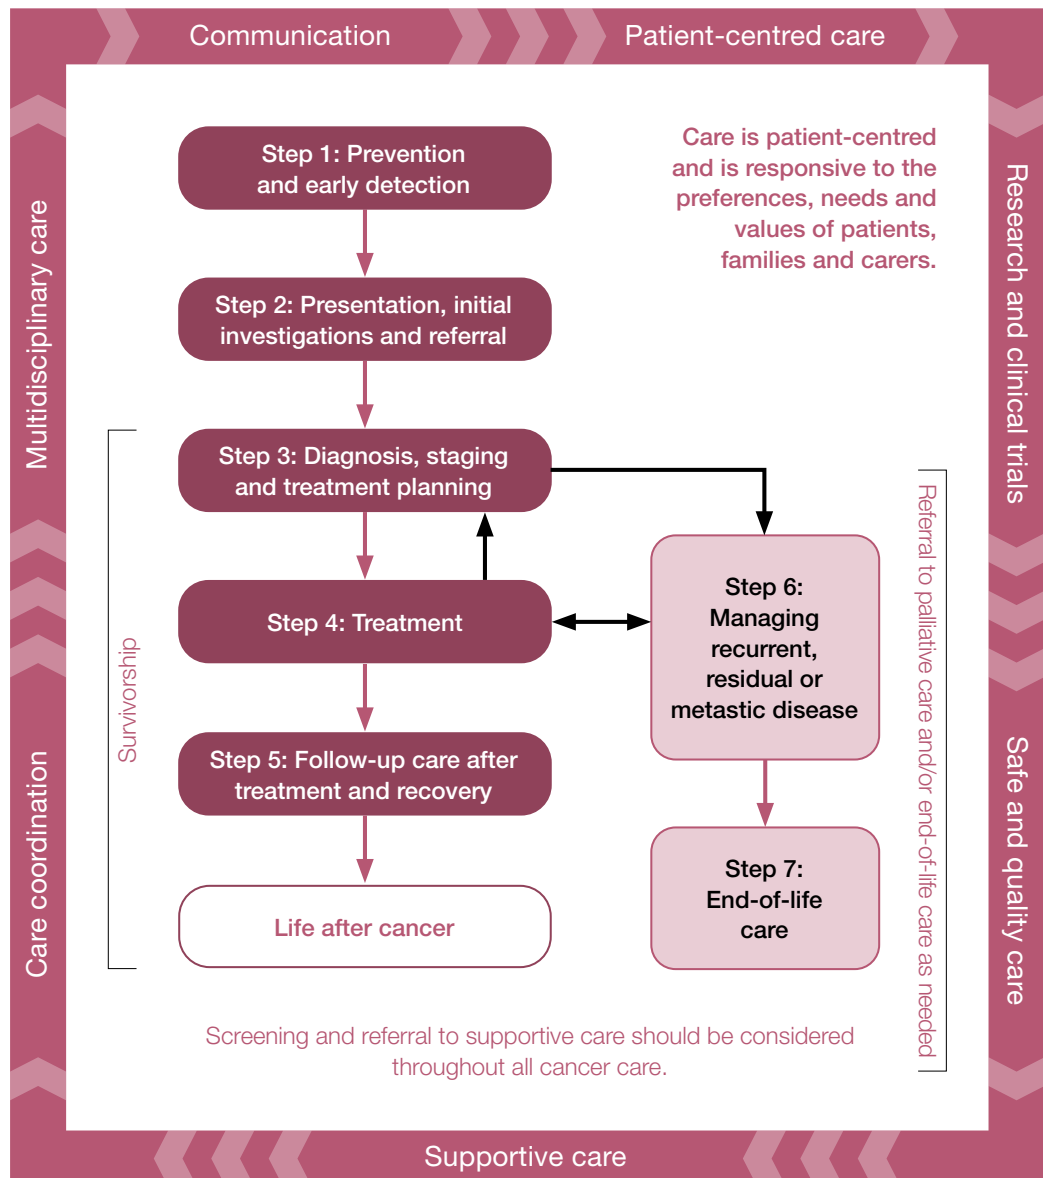 Communication
Patient-centred care
Care is patient-centred
and is responsive to the
preferences, needs and
values of patients,
families and carers.
Step 1: Prevention
and early detection
Step 2: Presentation, initial
investigations and referral
Step 3: Diagnosis, staging
and treatment planning
Step 4: Treatment
Step 5: Follow-up care after
treatment and recovery
Life after cancer
Step 6:
Managing
recurrent,
residual or
metastic disease
Step 7:
End-of-life
care
Survivorship
Referral to palliative care and/or end-of-life care as needed
Screening and referral to supportive care should be considered
throughout all cancer care.
Multidisciplinary care
Care coordination
Research and clinical trials
Safe and quality care
Supportive care